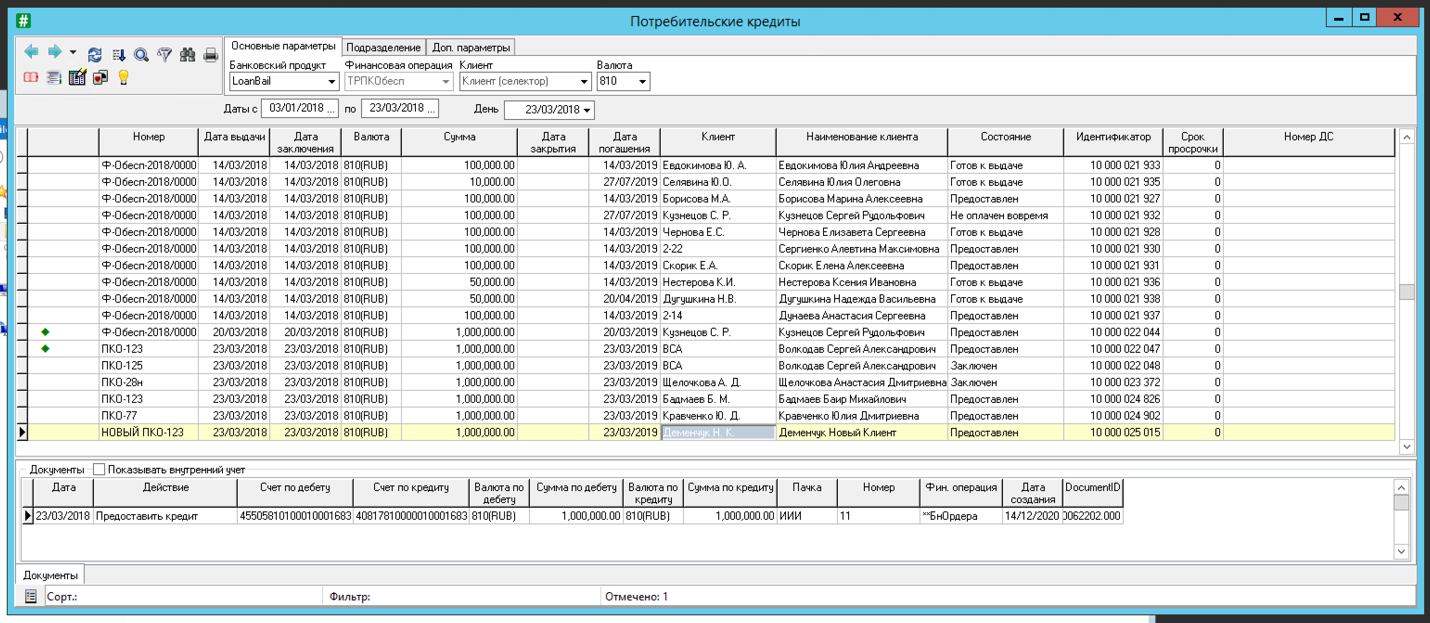 Потребительские кредиты
Основные параметры Подразделение Доп. параметры
Банковский продукт Финансовая операция Клиент Валюта
LoanBail ТРПКОбесп Клиент (селектор) 810
Даты с 03/01/2018 ... по 23/03/2018 ... День 23/03/2018
Номер Дата выдачи Дата заключения Валюта Сумма Дата закрытия Дата погашения Клиент Наименование клиента Состояние Идентификатор Срок просрочки Номер ДС
Ф-Обесп-2018/0000 14/03/2018 14/03/2018 810(RUB) 100,000.00 14/03/2019 Евдокимова Ю. А. Евдокимова Юлия Андреевна Готов к выдаче 10 000 021 933 0
Ф-Обесп-2018/0000 14/03/2018 14/03/2018 810(RUB) 10,000.00 27/07/2019 Селявина Ю.О. Селявина Юлия Олеговна Готов к выдаче 10 000 021 935 0
Ф-Обесп-2018/0000 14/03/2018 14/03/2018 810(RUB) 100,000.00 14/03/2019 Борисова М.А. Борисова Марина Алексеевна Предоставлен 10 000 021 927 0
Ф-Обесп-2018/0000 14/03/2018 14/03/2018 810(RUB) 100,000.00 27/07/2019 Кузнецов С. Р. Кузнецов Сергей Рудольфович Не оплачен вовремя 10 000 021 932 0
Ф-Обесп-2018/0000 14/03/2018 14/03/2018 810(RUB) 100,000.00 14/03/2019 Чернова Е.С. Чернова Елизавета Сергеевна Готов к выдаче 10 000 021 928 0
Ф-Обесп-2018/0000 14/03/2018 14/03/2018 810(RUB) 100,000.00 14/03/2019 2-22 Сергиенко Алевтина Максимовна Предоставлен 10 000 021 930 0
Ф-Обесп-2018/0000 14/03/2018 14/03/2018 810(RUB) 100,000.00 14/03/2019 Скорик Е.А. Скорик Елена Алексеевна Предоставлен 10 000 021 931 0
Ф-Обесп-2018/0000 14/03/2018 14/03/2018 810(RUB) 50,000.00 14/03/2019 Нестерова К.И. Нестерова Ксения Ивановна Готов к выдаче 10 000 021 936 0
Ф-Обесп-2018/0000 14/03/2018 14/03/2018 810(RUB) 50,000.00 20/04/2019 Дугушкина Н.В. Дугушкина Надежда Васильевна Готов к выдаче 10 000 021 938 0
Ф-Обесп-2018/0000 14/03/2018 14/03/2018 810(RUB) 100,000.00 14/03/2019 2-14 Дунаева Анастасия Сергеевна Предоставлен 10 000 021 937 0
Ф-Обесп-2018/0000 20/03/2018 20/03/2018 810(RUB) 1,000,000.00 20/03/2019 Кузнецов С. Р. Кузнецов Сергей Рудольфович Предоставлен 10 000 022 044 0
ПКО-123 23/03/2018 23/03/2018 810(RUB) 1,000,000.00 23/03/2019 ВСА Волкодав Сергей Александрович Предоставлен 10 000 022 047 0
ПКО-125 23/03/2018 23/03/2018 810(RUB) 1,000,000.00 23/03/2019 ВСА Волкодав Сергей Александрович Заключен 10 000 022 048 0
ПКО-28н 23/03/2018 23/03/2018 810(RUB) 1,000,000.00 23/03/2019 Щелочкова А. Д. Щелочкова Анастасия Дмитриевна Заключен 10 000 023 372 0
ПКО-123 23/03/2018 23/03/2018 810(RUB) 1,000,000.00 23/03/2019 Бадмаев Б. М. Бадмаев Баир Михайлович Предоставлен 10 000 024 826 0
ПКО-77 23/03/2018 23/03/2018 810(RUB) 1,000,000.00 23/03/2019 Кравченко Ю. Д. Кравченко Юлия Дмитриевна Предоставлен 10 000 024 902 0
НОВЫЙ ПКО-123 23/03/2018 23/03/2018 810(RUB) 1,000,000.00 23/03/2019 Деменчук Н. К. Деменчук Новый Клиент Предоставлен 10 000 025 015 0
Документы Показывать внутренний учет
Дата Действие Счет по дебету Счет по кредиту Валюта по дебету Сумма по дебету Валюта по кредиту Сумма по кредиту Пачка Номер Фин. операция Дата создания DocumentID
23/03/2018 Предоставить кредит 45505810100010001683 40817810000010001683 810(RUB) 1,000,000.00 810(RUB) 1,000,000.00 ИИИ 11 **БнОрдера 14/12/2020 0062202.000
Документы
Сорт.: Фильтр: Отмечено: 1